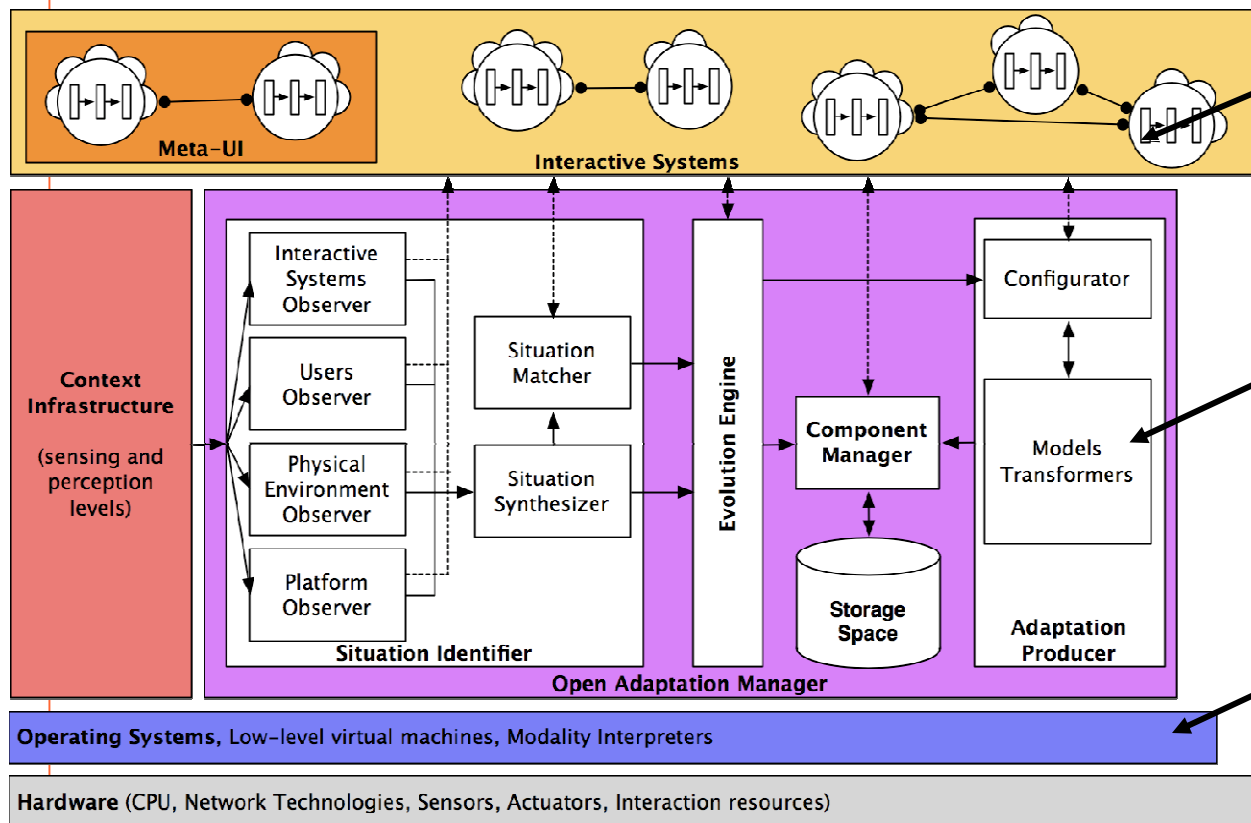 Meta-UI
Interactive Systems
Context
Infrastructure
(sensing and
perception
levels)
Interactive
Systems
Observer
Users
Observer
Physical
Environment
Observer
Platform
Observer
Situation
Matcher
Situation
Synthesizer
Situation Identifier
Evolution Engine
Component
Manager
Storage
Space
Configurator
Models
Transformers
Adaptation
Producer
Open Adaptation Manager
Operating Systems, Low-level virtual machines, Modality Interpreters
Hardware (CPU, Network Technologies, Sensors, Actuators, Interaction resources)